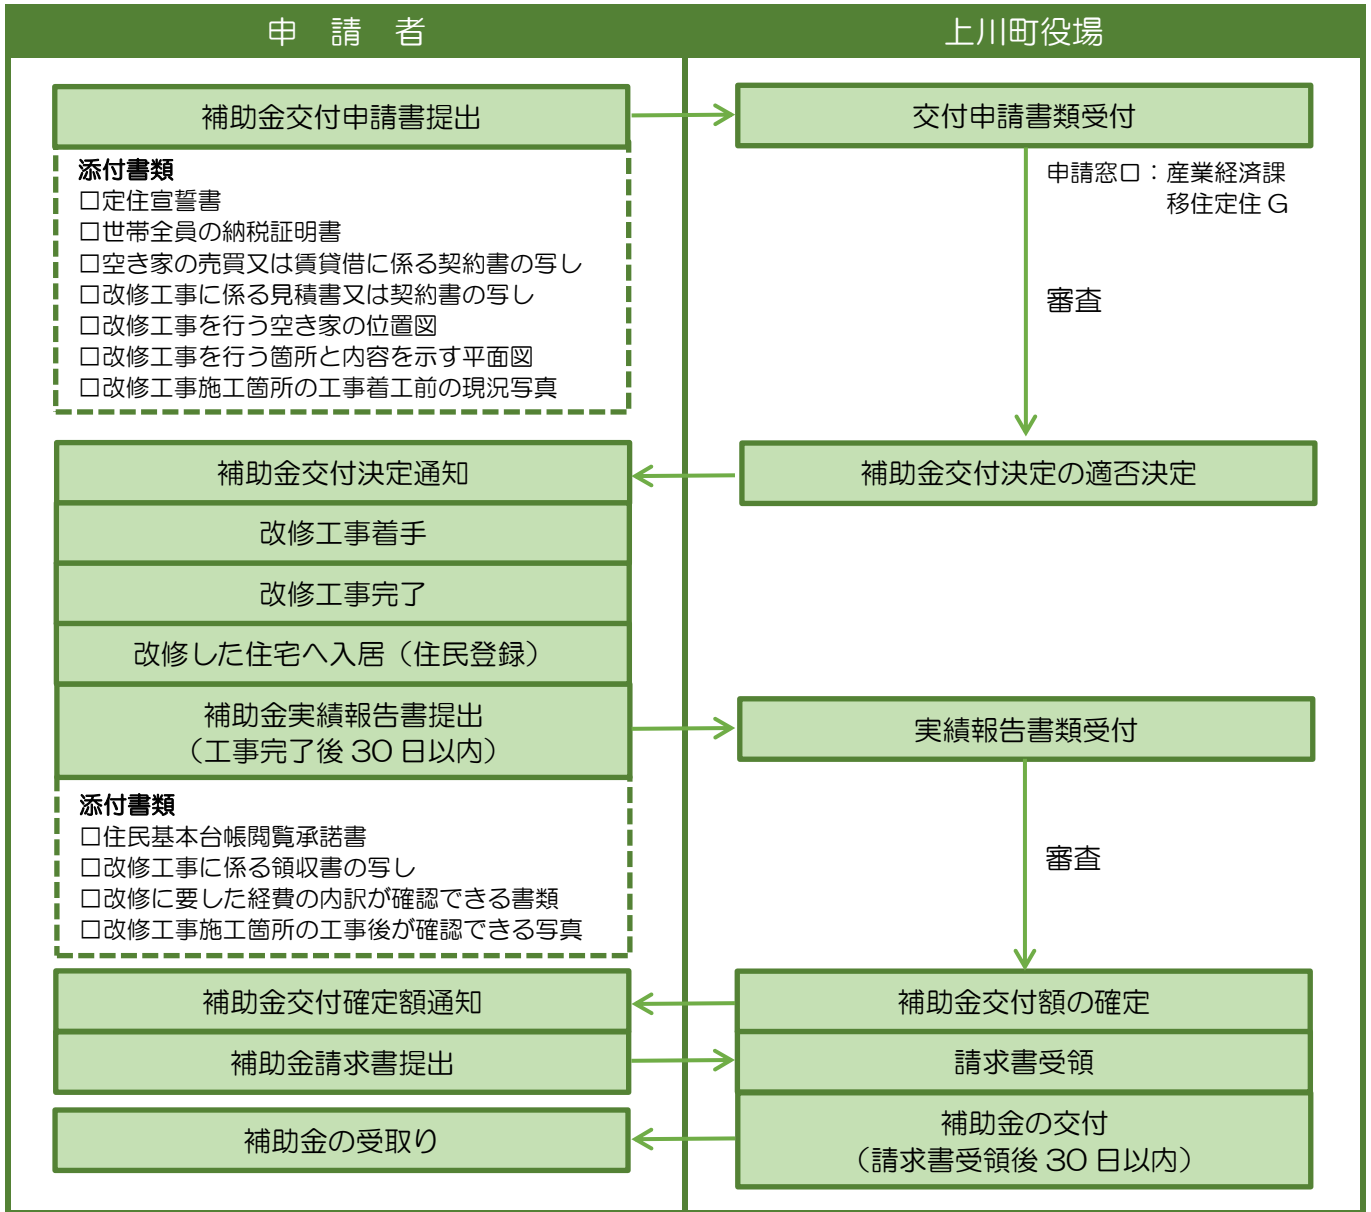 申　請　者
上川町役場
補助金交付申請書提出
交付申請書類受付
添付書類
□定住宣誓書
□世帯全員の納税証明書
□空き家の売買又は賃貸借に係る契約書の写し
□改修工事に係る見積書又は契約書の写し
□改修工事を行う空き家の位置図
□改修工事を行う箇所と内容を示す平面図
□改修工事施工箇所の工事着工前の現況写真
申請窓口：産業経済課
移住定住 G
審査
補助金交付決定通知
補助金交付決定の適否決定
改修工事着手
改修工事完了
改修した住宅へ入居（住民登録）
補助金実績報告書提出
（工事完了後 30 日以内）
実績報告書類受付
添付書類
□住民基本台帳閲覧承諾書
□改修工事に係る領収書の写し
□改修に要した経費の内訳が確認できる書類
□改修工事施工箇所の工事後が確認できる写真
審査
補助金交付確定額通知
補助金交付額の確定
補助金請求書提出
請求書受領
補助金の受取り
補助金の交付
（請求書受領後 30 日以内）